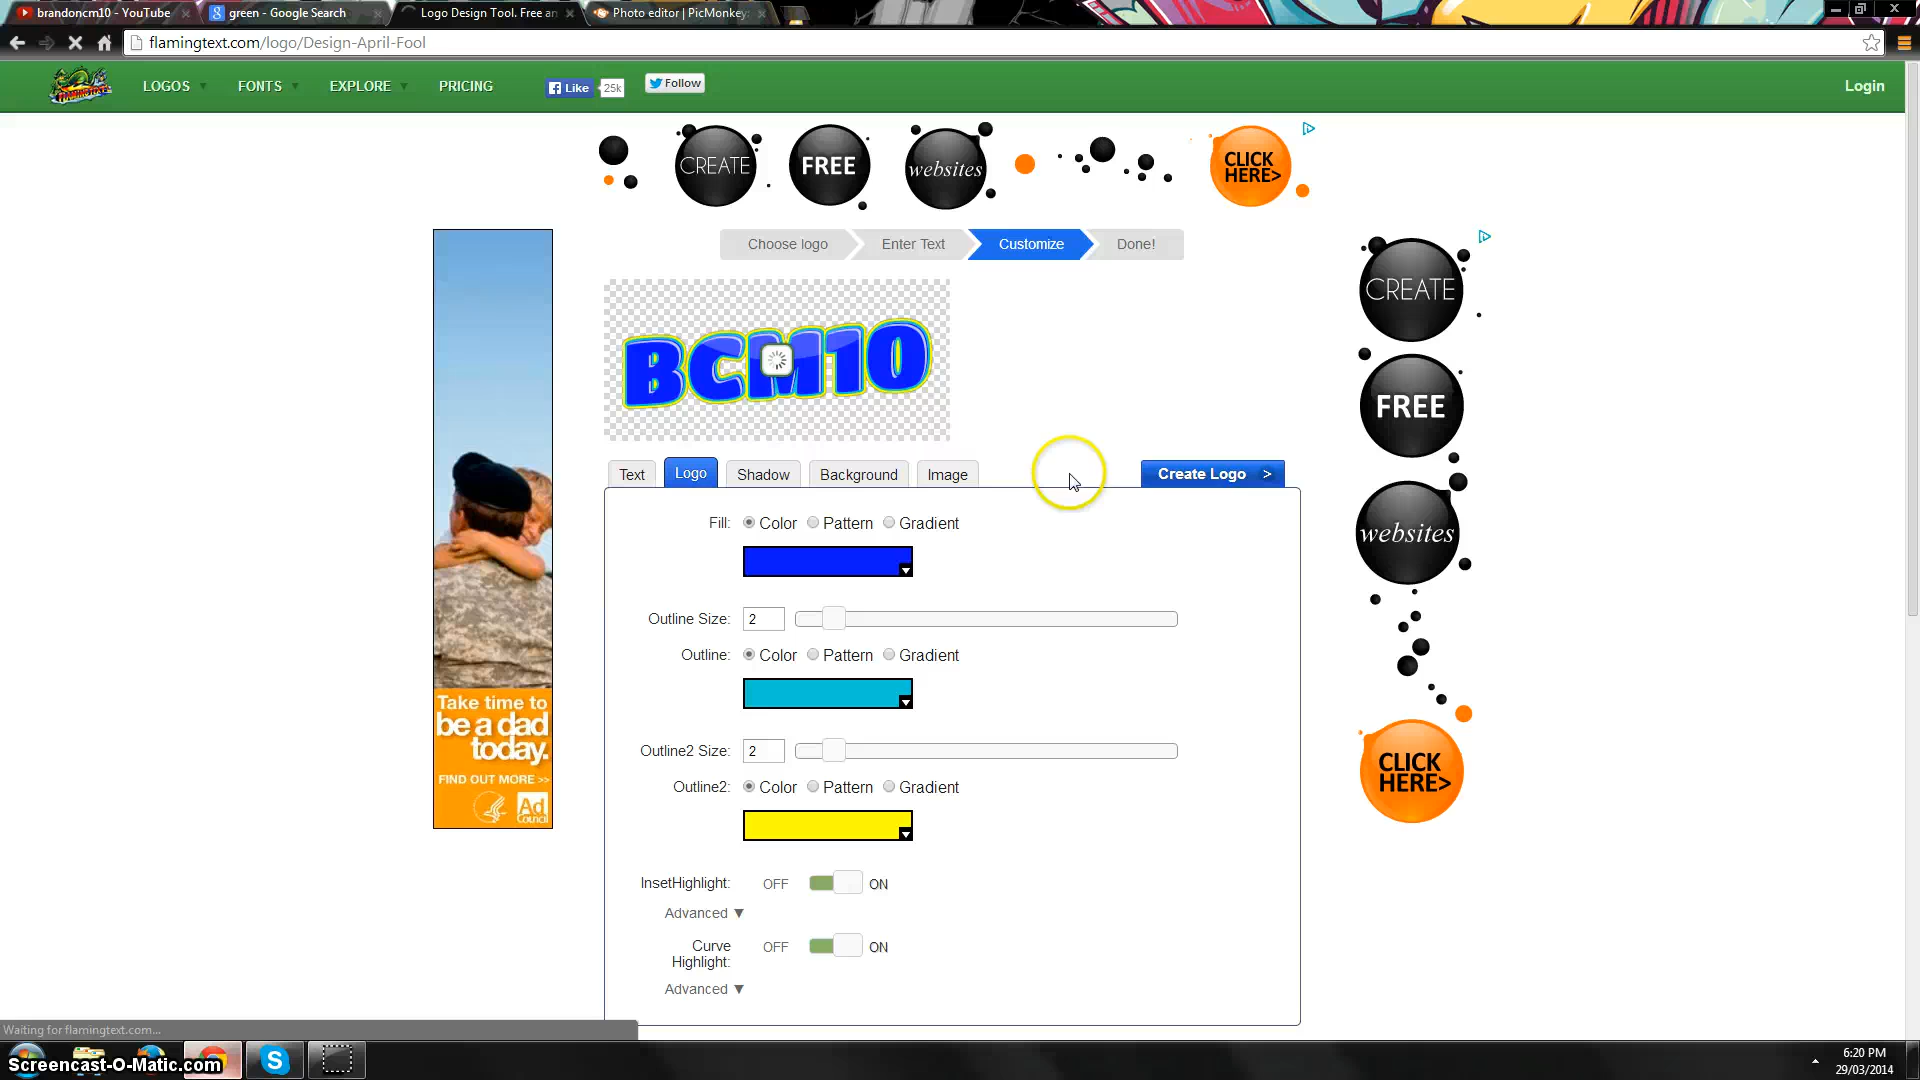 brandoncm10 - YouTube
green - Google Search
Logo Design Tool. Free an
Photo editor | PicMonkey:
flamingtext.com/logo/Design-April-Fool
LOGOS
FONTS
EXPLORE
PRICING
Like
25k
Follow
Login
CREATE
FREE
websites
CLICK
HERE>
Choose logo
Enter Text
Customize
Done!
BCM10
Text
Logo
Shadow
Background
Image
Create Logo >
Fill: Color Pattern Gradient
Outline Size: 2
Outline: Color Pattern Gradient
Outline2 Size: 2
Outline2: Color Pattern Gradient
InsetHighlight: OFF ON
Advanced ▼
Curve
Highlight: OFF ON
Advanced ▼
Take time to
be a dad
today.
FIND OUT MORE >>
Ad
Council
CREATE
FREE
websites
CLICK
HERE>
Waiting for flamingtext.com...
Screencast-O-Matic.com
6:20 PM
29/03/2014